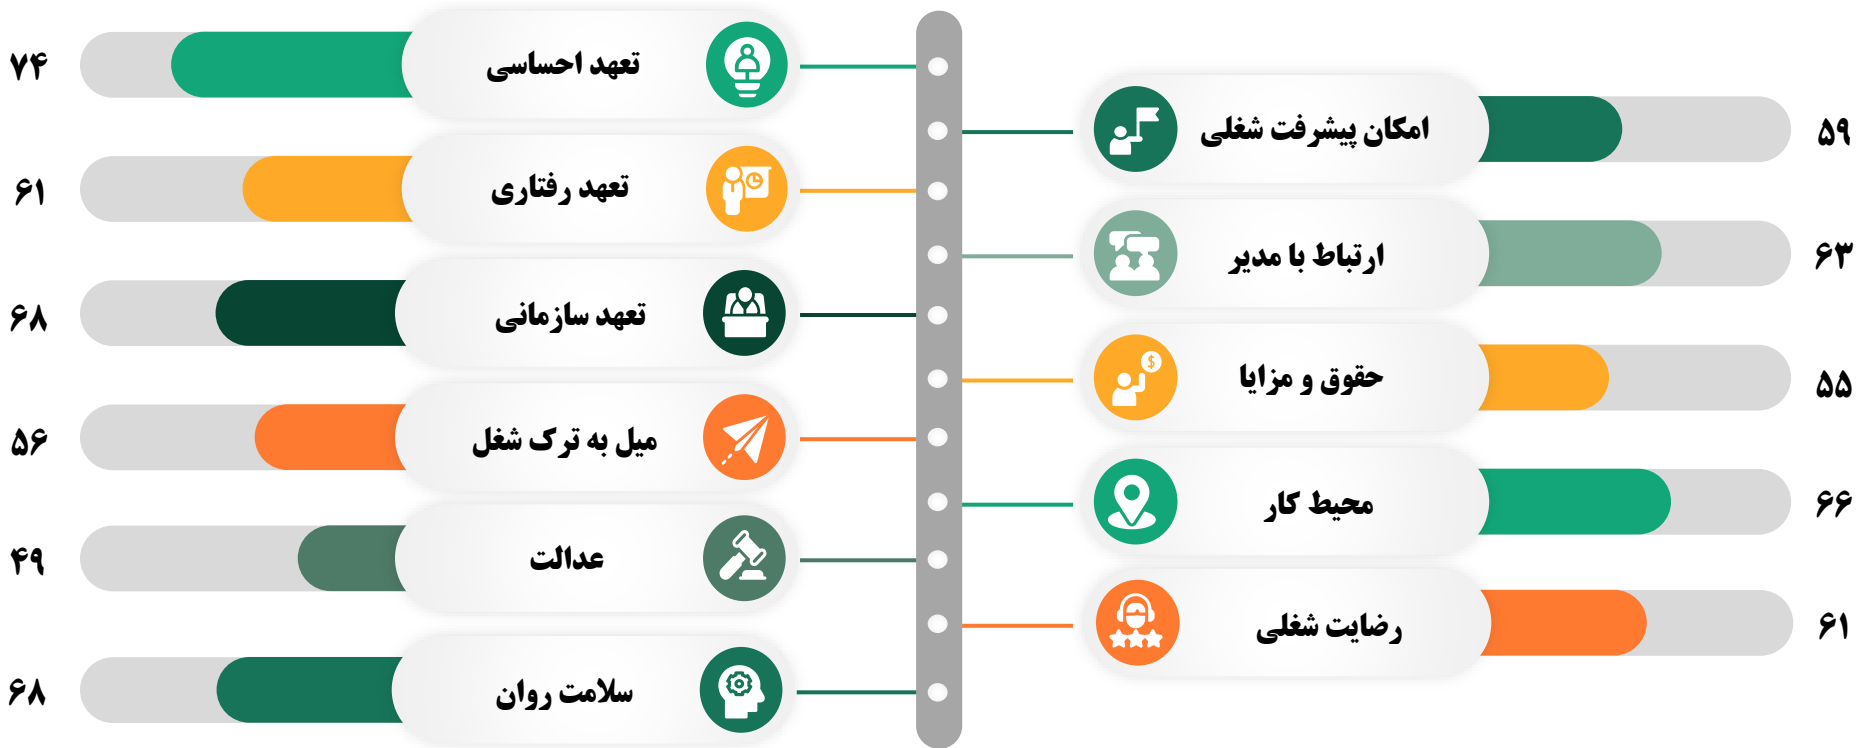 امکان پیشرفت شغلی
۵۹
ارتباط با مدیر
۶۳
حقوق و مزایا
۵۵
محیط کار
۶۶
رضایت شغلی
۶۱
تعهد احساسی
۷۴
تعهد رفتاری
۶۱
تعهد سازمانی
۶۸
میل به ترک شغل
۵۶
عدالت
۴۹
سلامت روان
۶۸